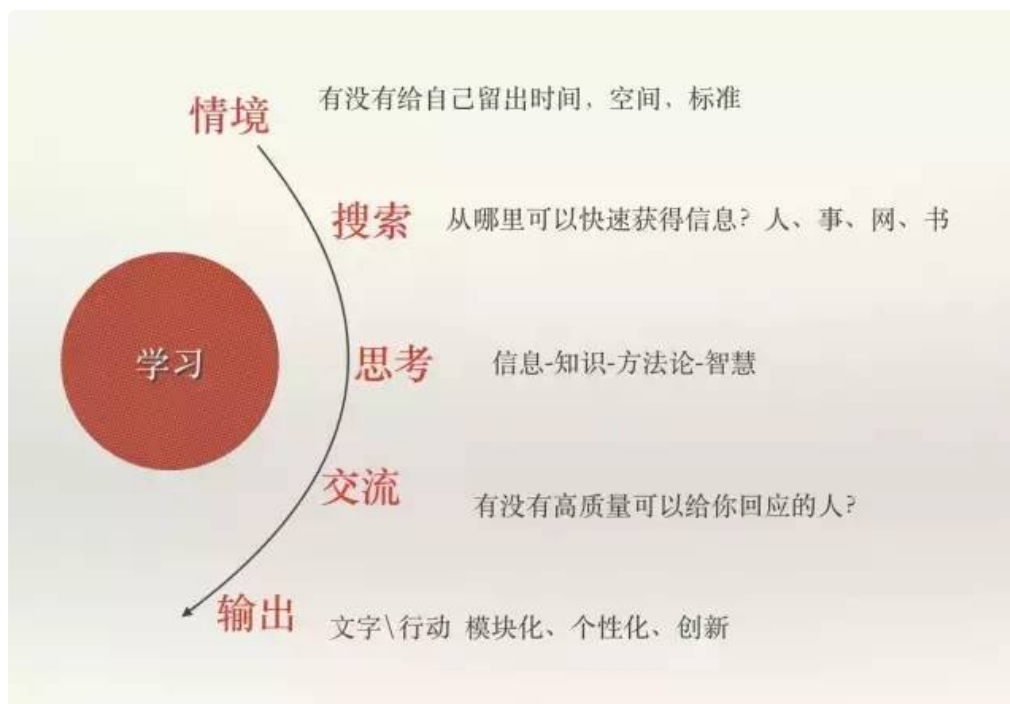 情境
有没有给自己留出时间，空间，标准
搜索
从哪里可以快速获得信息？人、事、网、书
学习
思考
信息-知识-方法论-智慧
交流
有没有高质量可以给你回应的人？
输出
文字\行动 模块化、个性化、创新